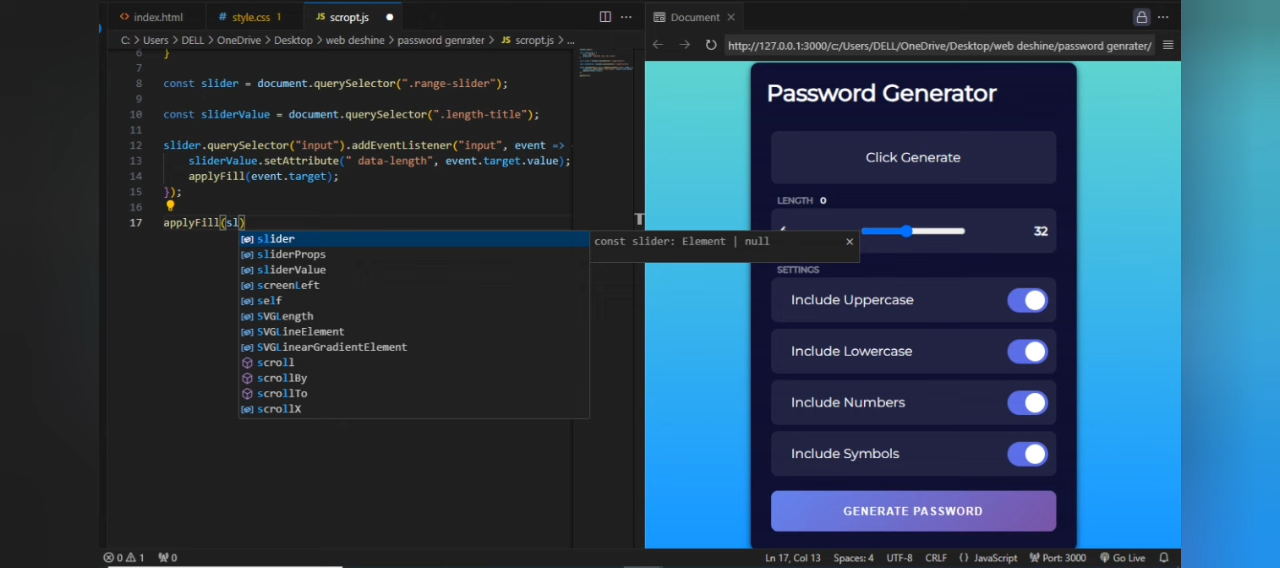 index.html
# style.css 1
JS scropt.js
Document
C: > Users > DELL > OneDrive > Desktop > web deshine > password genrater > JS scropt.js > ...
http://127.0.0.1:3000/c:/Users/DELL/OneDrive/Desktop/web deshine/password genrater/
6 }
7
8 const slider = document.querySelector(".range-slider");
9
10 const sliderValue = document.querySelector(".length-title");
11
12 slider.querySelector("input").addEventListener("input", event =>
13 sliderValue.setAttribute(" data-length", event.target.value);
14 applyFill(event.target);
15 });
16
17 applyFill(sl)
slider
sliderProps
sliderValue
screenLeft
self
SVGLength
SVGLineElement
SVGLinearGradientElement
scroll
scrollBy
scrollTo
scrollX
const slider: Element | null
Password Generator
Click Generate
LENGTH 0
32
SETTINGS
Include Uppercase
Include Lowercase
Include Numbers
Include Symbols
GENERATE PASSWORD
0 1 0
Ln 17, Col 13 Spaces: 4 UTF-8 CRLF {} JavaScript Port: 3000 Go Live